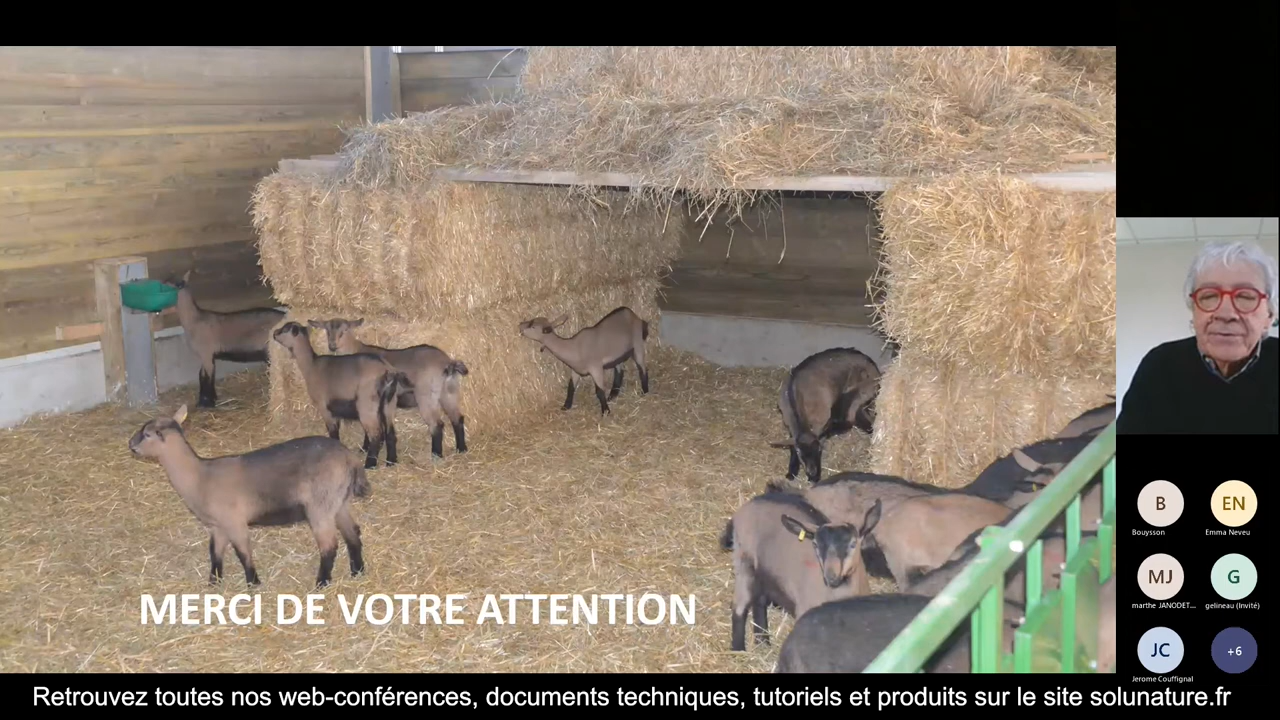 MERCI DE VOTRE ATTENTION
B
Bouysson
EN
Emma Neveu
MJ
marthe JANODET...
G
gelineau (Invité)
JC
Jerome Couffignal
+6
Retrouvez toutes nos web-conférences, documents techniques, tutoriels et produits sur le site solunature.fr